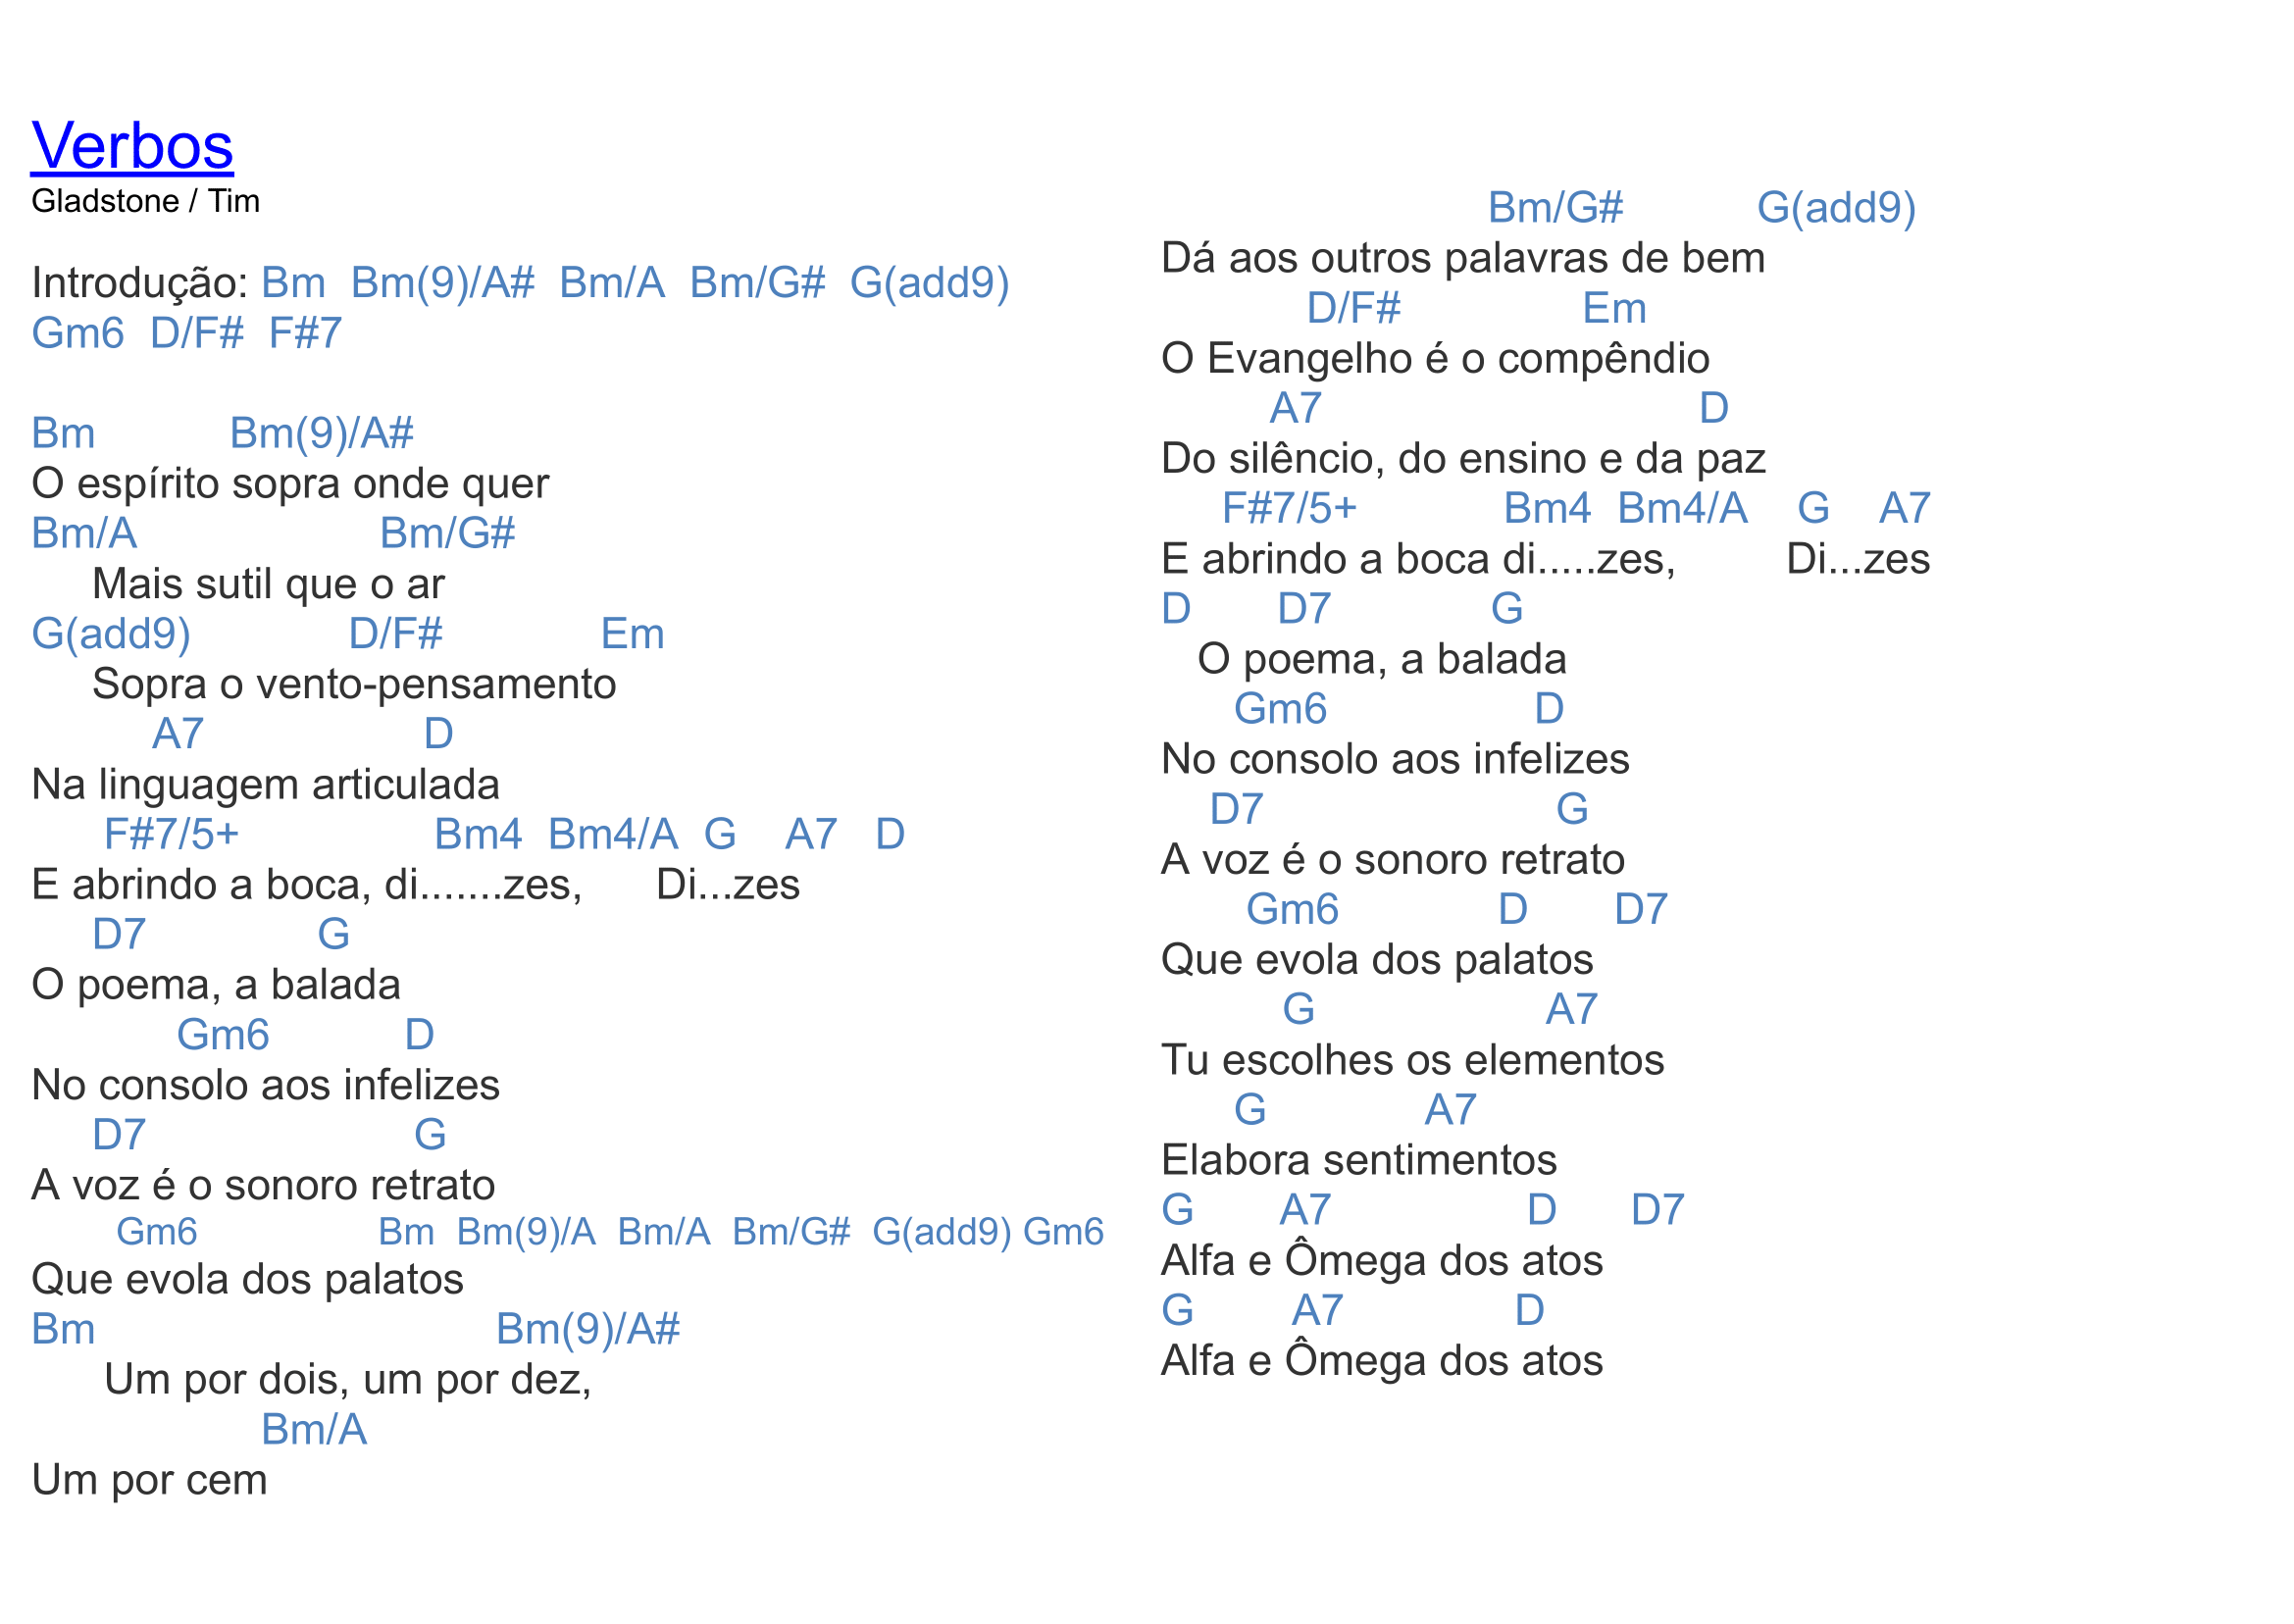 Verbos
Gladstone / Tim
Introdução: Bm Bm(9)/A# Bm/A Bm/G# G(add9)
Gm6 D/F# F#7
Bm Bm(9)/A#
O espírito sopra onde quer
Bm/A Bm/G#
Mais sutil que o ar
G(add9) D/F# Em
Sopra o vento-pensamento
A7 D
Na linguagem articulada
F#7/5+ Bm4 Bm4/A G A7 D
E abrindo a boca, di.......zes, Di...zes
D7 G
O poema, a balada
Gm6 D
No consolo aos infelizes
D7 G
A voz é o sonoro retrato
Gm6 Bm Bm(9)/A Bm/A Bm/G# G(add9) Gm6
Que evola dos palatos
Bm Bm(9)/A#
Um por dois, um por dez,
Bm/A
Um por cem
Bm/G# G(add9)
Dá aos outros palavras de bem
D/F# Em
O Evangelho é o compêndio
A7 D
Do silêncio, do ensino e da paz
F#7/5+ Bm4 Bm4/A G A7
E abrindo a boca di.....zes, Di...zes
D D7 G
O poema, a balada
Gm6 D
No consolo aos infelizes
D7 G
A voz é o sonoro retrato
Gm6 D D7
Que evola dos palatos
G A7
Tu escolhes os elementos
G A7
Elabora sentimentos
G A7 D D7
Alfa e Ômega dos atos
G A7 D
Alfa e Ômega dos atos